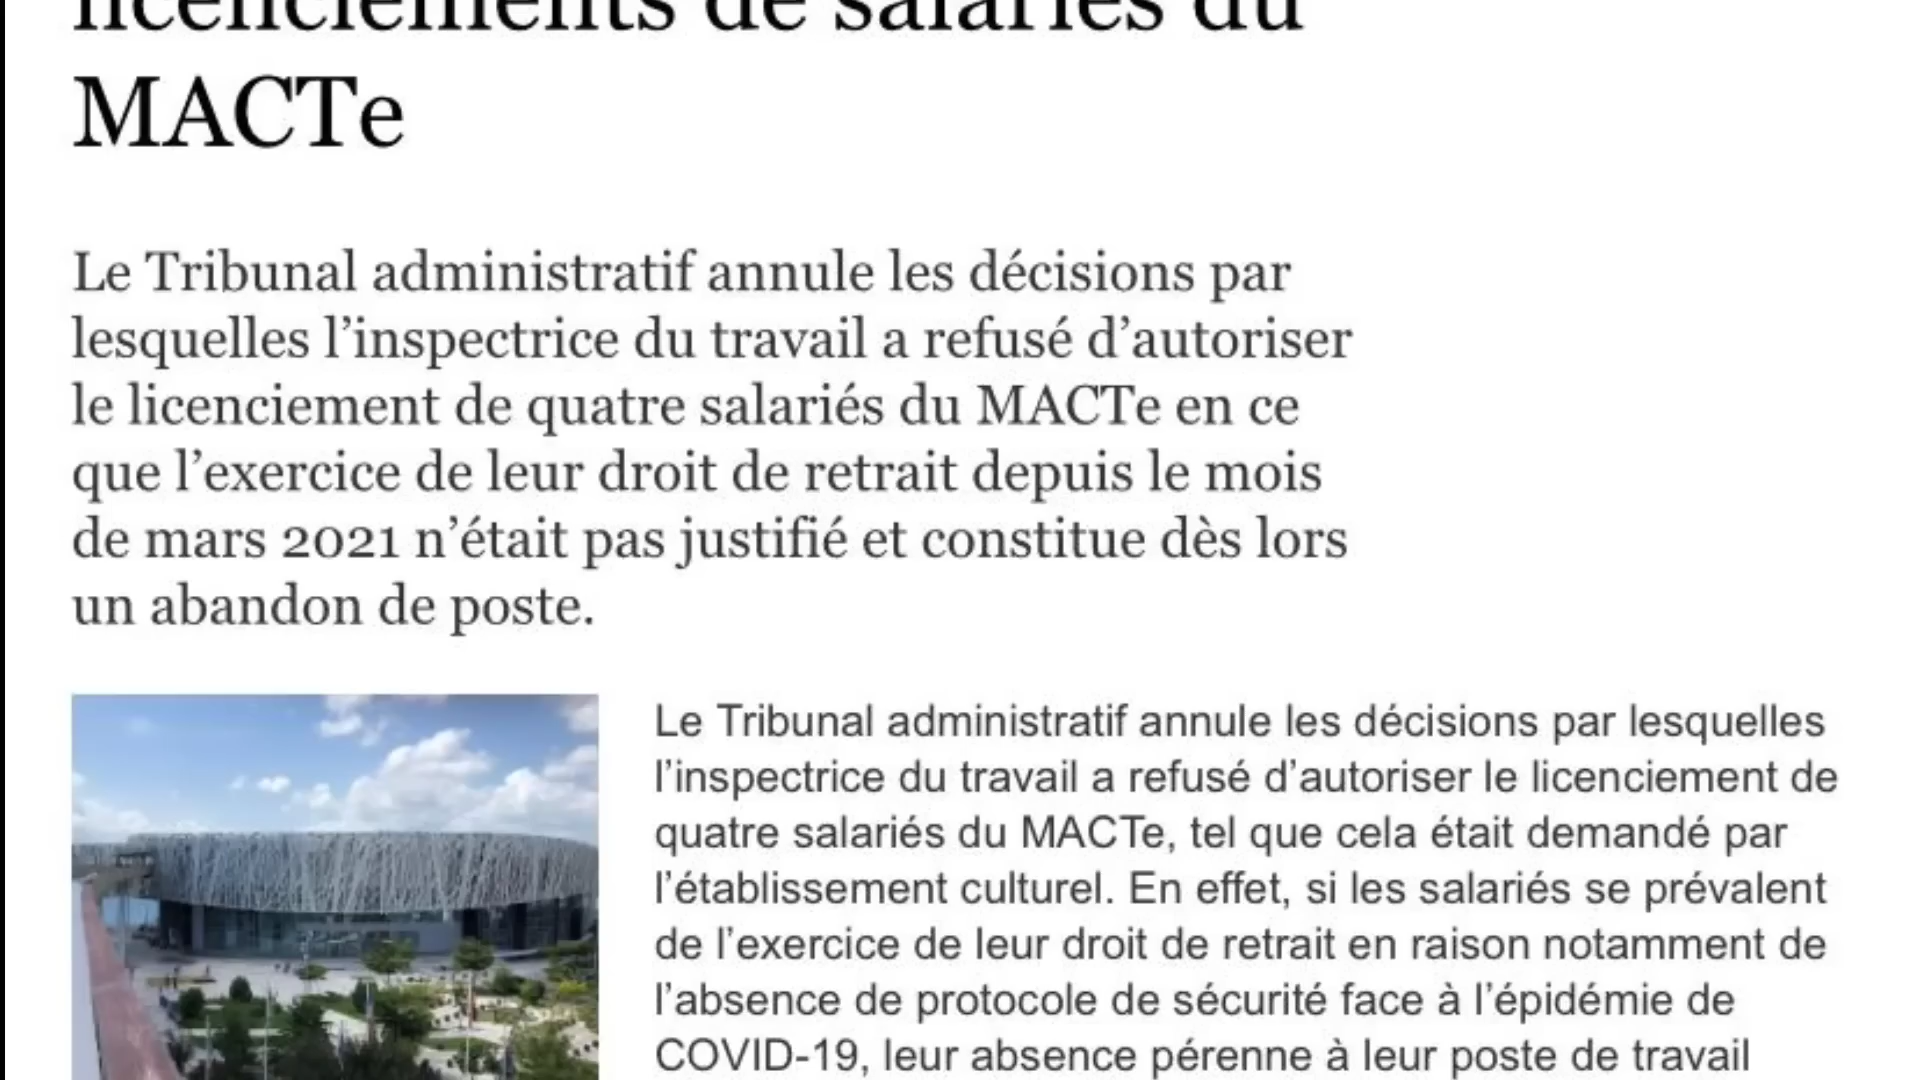 licenciements de salariés du
MACTe
Le Tribunal administratif annule les décisions par
lesquelles l’inspectrice du travail a refusé d’autoriser
le licenciement de quatre salariés du MACTe en ce
que l’exercice de leur droit de retrait depuis le mois
de mars 2021 n’était pas justifié et constitue dès lors
un abandon de poste.
Le Tribunal administratif annule les décisions par lesquelles
l’inspectrice du travail a refusé d’autoriser le licenciement de
quatre salariés du MACTe, tel que cela était demandé par
l’établissement culturel. En effet, si les salariés se prévalent
de l’exercice de leur droit de retrait en raison notamment de
l’absence de protocole de sécurité face à l’épidémie de
COVID-19, leur absence pérenne à leur poste de travail